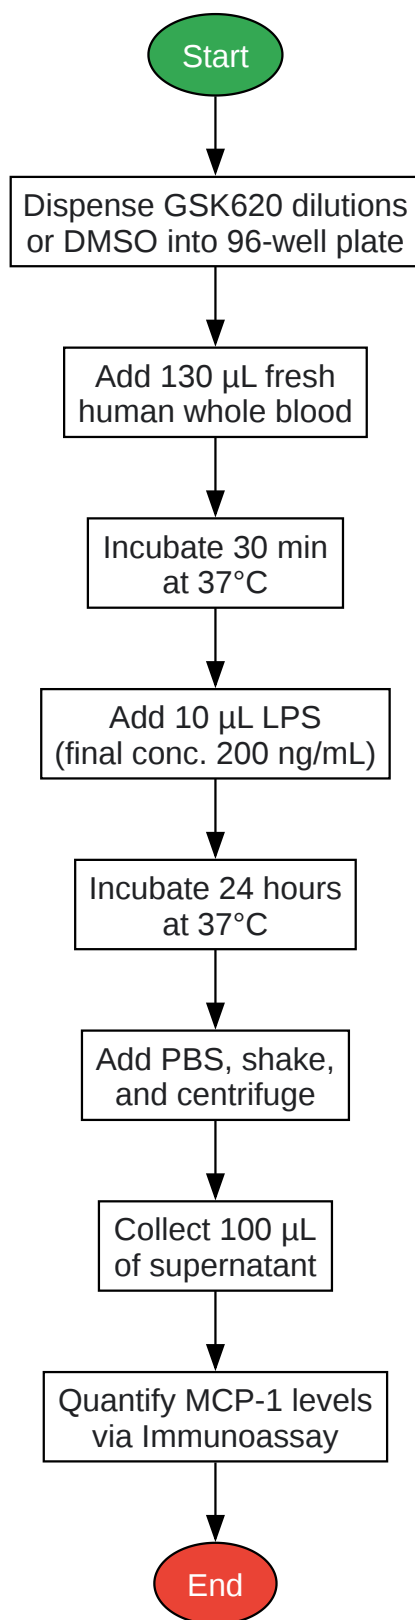 Start
Dispense GSK620 dilutions
or DMSO into 96-well plate
Add 130 µL fresh
human whole blood
Incubate 30 min
at 37°C
Add 10 µL LPS
(final conc. 200 ng/mL)
Incubate 24 hours
at 37°C
Add PBS, shake,
and centrifuge
Collect 100 µL
of supernatant
Quantify MCP-1 levels
via Immunoassay
End